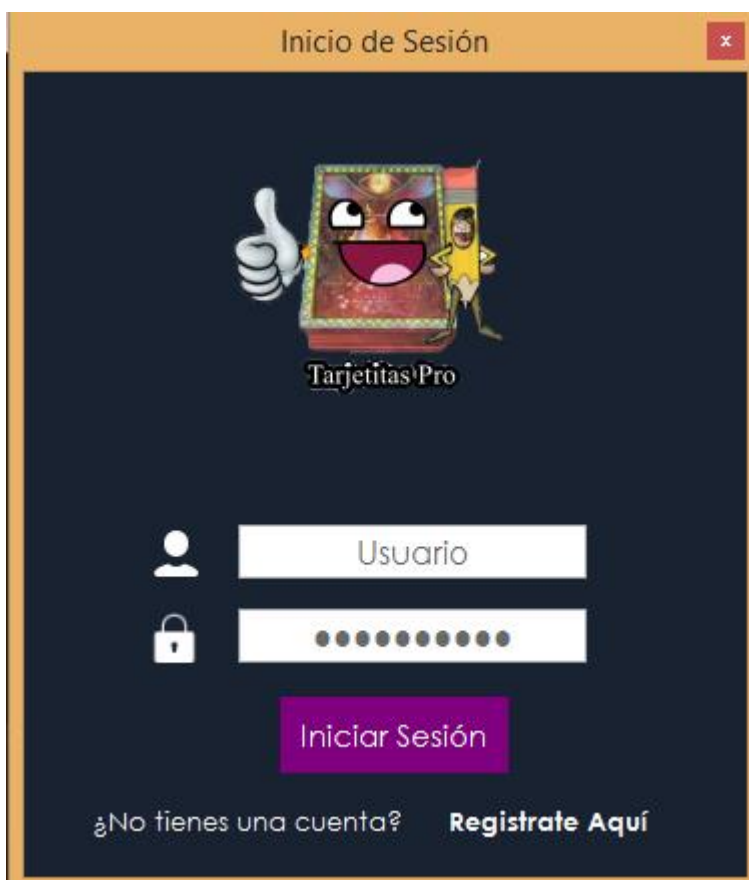 Inicio de Sesión
x
Tarjetitas Pro
Usuario
●●●●●●●●●●
Iniciar Sesión
¿No tienes una cuenta? Registrate Aquí